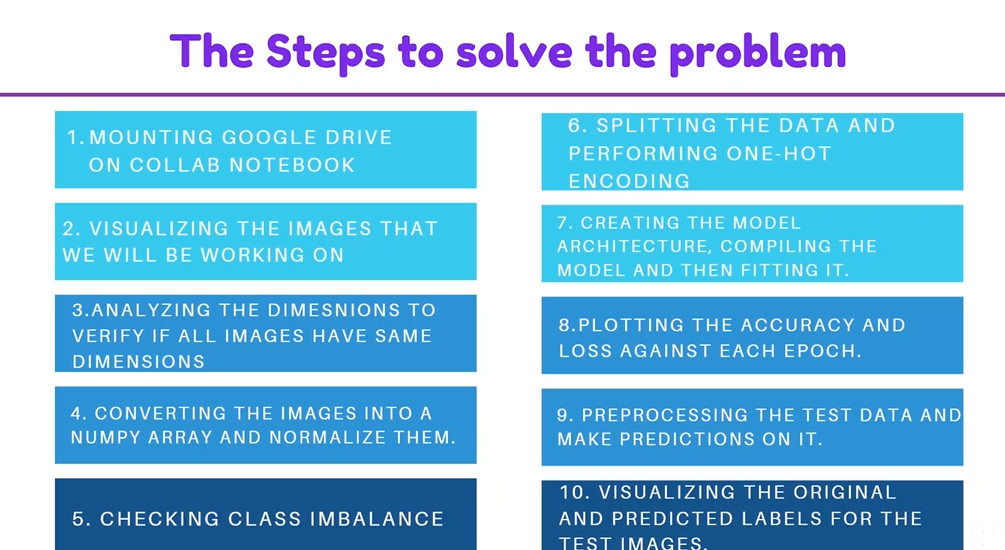 The Steps to solve the problem
1. MOUNTING GOOGLE DRIVE
ON COLLAB NOTEBOOK
2. VISUALIZING THE IMAGES THAT
WE WILL BE WORKING ON
3.ANALYZING THE DIMESNIONS TO
VERIFY IF ALL IMAGES HAVE SAME
DIMENSIONS
4. CONVERTING THE IMAGES INTO A
NUMPY ARRAY AND NORMALIZE THEM.
5. CHECKING CLASS IMBALANCE
6. SPLITTING THE DATA AND
PERFORMING ONE-HOT
ENCODING
7. CREATING THE MODEL
ARCHITECTURE, COMPILING THE
MODEL AND THEN FITTING IT.
8.PLOTTING THE ACCURACY AND
LOSS AGAINST EACH EPOCH.
9. PREPROCESSING THE TEST DATA AND
MAKE PREDICTIONS ON IT.
10. VISUALIZING THE ORIGINAL
AND PREDICTED LABELS FOR THE
TEST IMAGES.